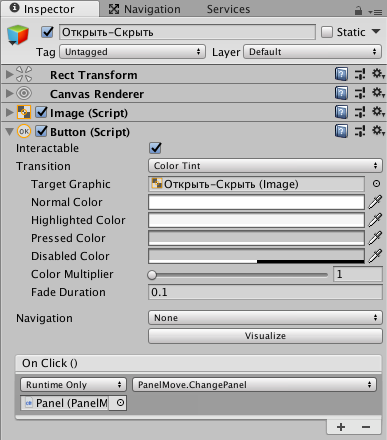 Inspector Navigation Services
Открыть-Скрыть Static
Tag Untagged Layer Default
Rect Transform
Canvas Renderer
Image (Script)
OK Button (Script)
Interactable
Transition Color Tint
Target Graphic Открыть-Скрыть (Image)
Normal Color
Highlighted Color
Pressed Color
Disabled Color
Color Multiplier 1
Fade Duration 0.1
Navigation None
Visualize
On Click ()
Runtime Only PanelMove.ChangePanel
Panel (PanelM
+ −